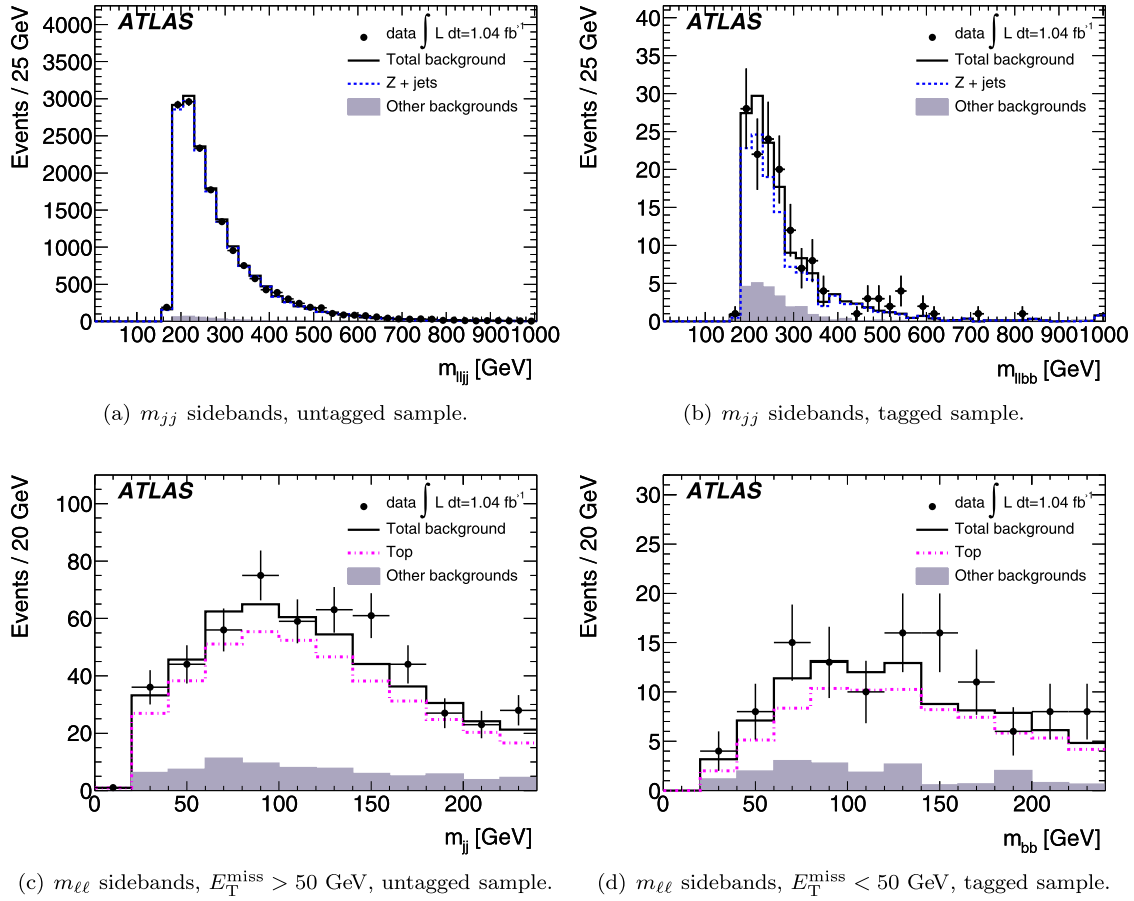 ATLAS
data ∫ L dt=1.04 fb⁻¹
Total background
Z + jets
Other backgrounds
Events / 25 GeV
4000
3500
3000
2500
2000
1500
1000
500
0
100 200 300 400 500 600 700 800 900 1000
m_lljj [GeV]
(a) m_jj sidebands, untagged sample.
ATLAS
data ∫ L dt=1.04 fb⁻¹
Total background
Z + jets
Other backgrounds
Events / 25 GeV
40
35
30
25
20
15
10
5
0
100 200 300 400 500 600 700 800 900 1000
m_llbb [GeV]
(b) m_jj sidebands, tagged sample.
ATLAS
data ∫ L dt=1.04 fb⁻¹
Total background
Top
Other backgrounds
Events / 20 GeV
100
80
60
40
20
0
0 50 100 150 200
m_jj [GeV]
(c) m_ℓℓ sidebands, E_T^miss > 50 GeV, untagged sample.
ATLAS
data ∫ L dt=1.04 fb⁻¹
Total background
Top
Other backgrounds
Events / 20 GeV
30
25
20
15
10
5
0
0 50 100 150 200
m_bb [GeV]
(d) m_ℓℓ sidebands, E_T^miss < 50 GeV, tagged sample.